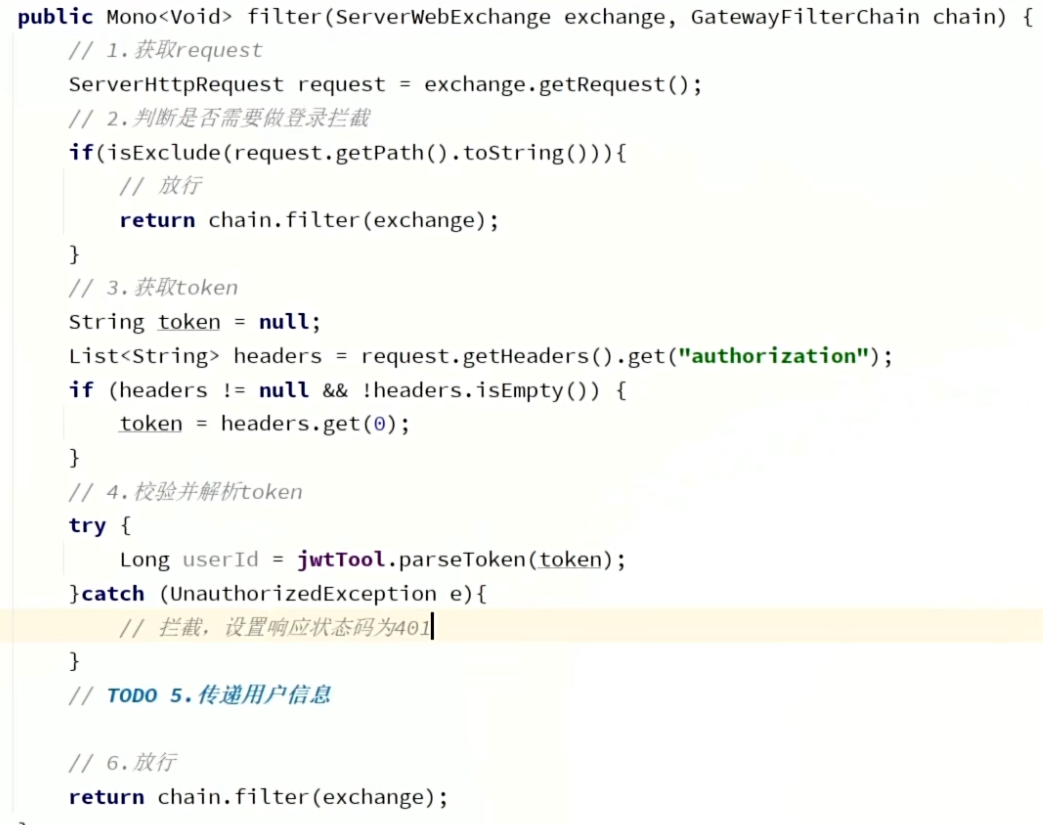 public Mono<Void> filter(ServerWebExchange exchange, GatewayFilterChain chain) {
// 1.获取request
ServerHttpRequest request = exchange.getRequest();
// 2.判断是否需要做登录拦截
if(isExclude(request.getPath().toString())){
// 放行
return chain.filter(exchange);
}
// 3.获取token
String token = null;
List<String> headers = request.getHeaders().get("authorization");
if (headers != null && !headers.isEmpty()) {
token = headers.get(0);
}
// 4.校验并解析token
try {
Long userId = jwtTool.parseToken(token);
}catch (UnauthorizedException e){
// 拦截，设置响应状态码为401
}
// TODO 5.传递用户信息
// 6.放行
return chain.filter(exchange);